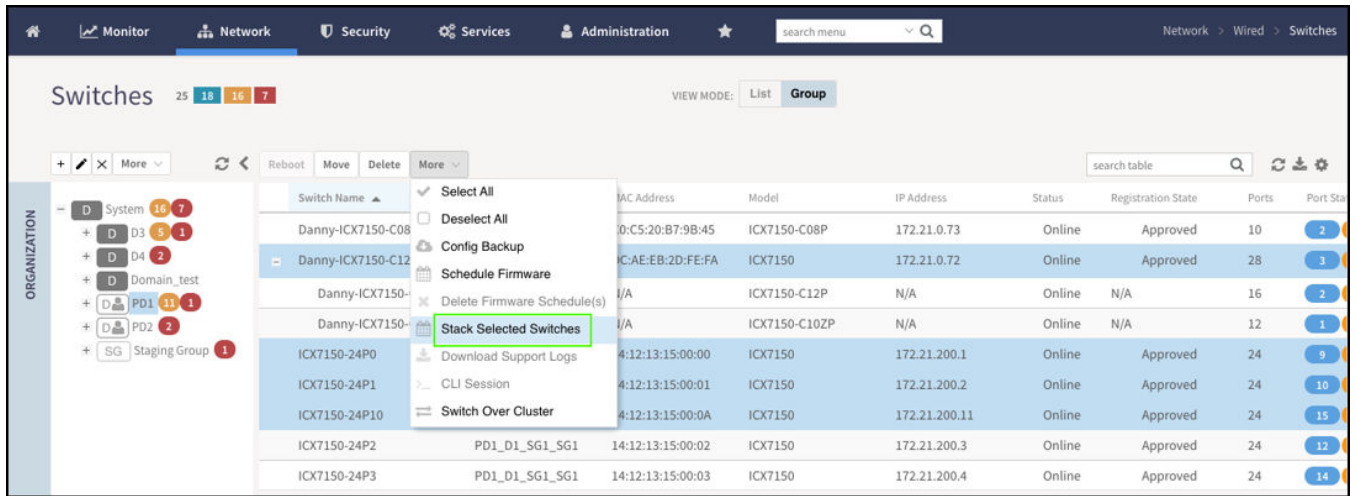 Monitor Network Security Services Administration search menu Network > Wired > Switches
Switches 25 18 16 7 VIEW MODE: List Group
More Reboot Move Delete More search table
ORGANIZATION
D System 16 7
D D3 5 1
D D4 2
D Domain_test
D PD1 11 1
D PD2 2
SG Staging Group 1
Select All
Deselect All
Config Backup
Schedule Firmware
Delete Firmware Schedule(s)
Stack Selected Switches
Download Support Logs
CLI Session
Switch Over Cluster
Switch Name MAC Address Model IP Address Status Registration State Ports Port Sta
Danny-ICX7150-C08 :0:C5:20:B7:9B:45 ICX7150-C08P 172.21.0.73 Online Approved 10 2
Danny-ICX7150-C12 DC:AE:EB:2D:FE:FA ICX7150 172.21.0.72 Online Approved 28 3
Danny-ICX7150- N/A ICX7150-C12P N/A Online N/A 16 2
Danny-ICX7150- N/A ICX7150-C10ZP N/A Online N/A 12 1
ICX7150-24P0 4:12:13:15:00:00 ICX7150 172.21.200.1 Online Approved 24 9
ICX7150-24P1 4:12:13:15:00:01 ICX7150 172.21.200.2 Online Approved 24 10
ICX7150-24P10 4:12:13:15:00:0A ICX7150 172.21.200.11 Online Approved 24 15
ICX7150-24P2 PD1_D1_SG1_SG1 14:12:13:15:00:02 ICX7150 172.21.200.3 Online Approved 24 12
ICX7150-24P3 PD1_D1_SG1_SG1 14:12:13:15:00:03 ICX7150 172.21.200.4 Online Approved 24 14